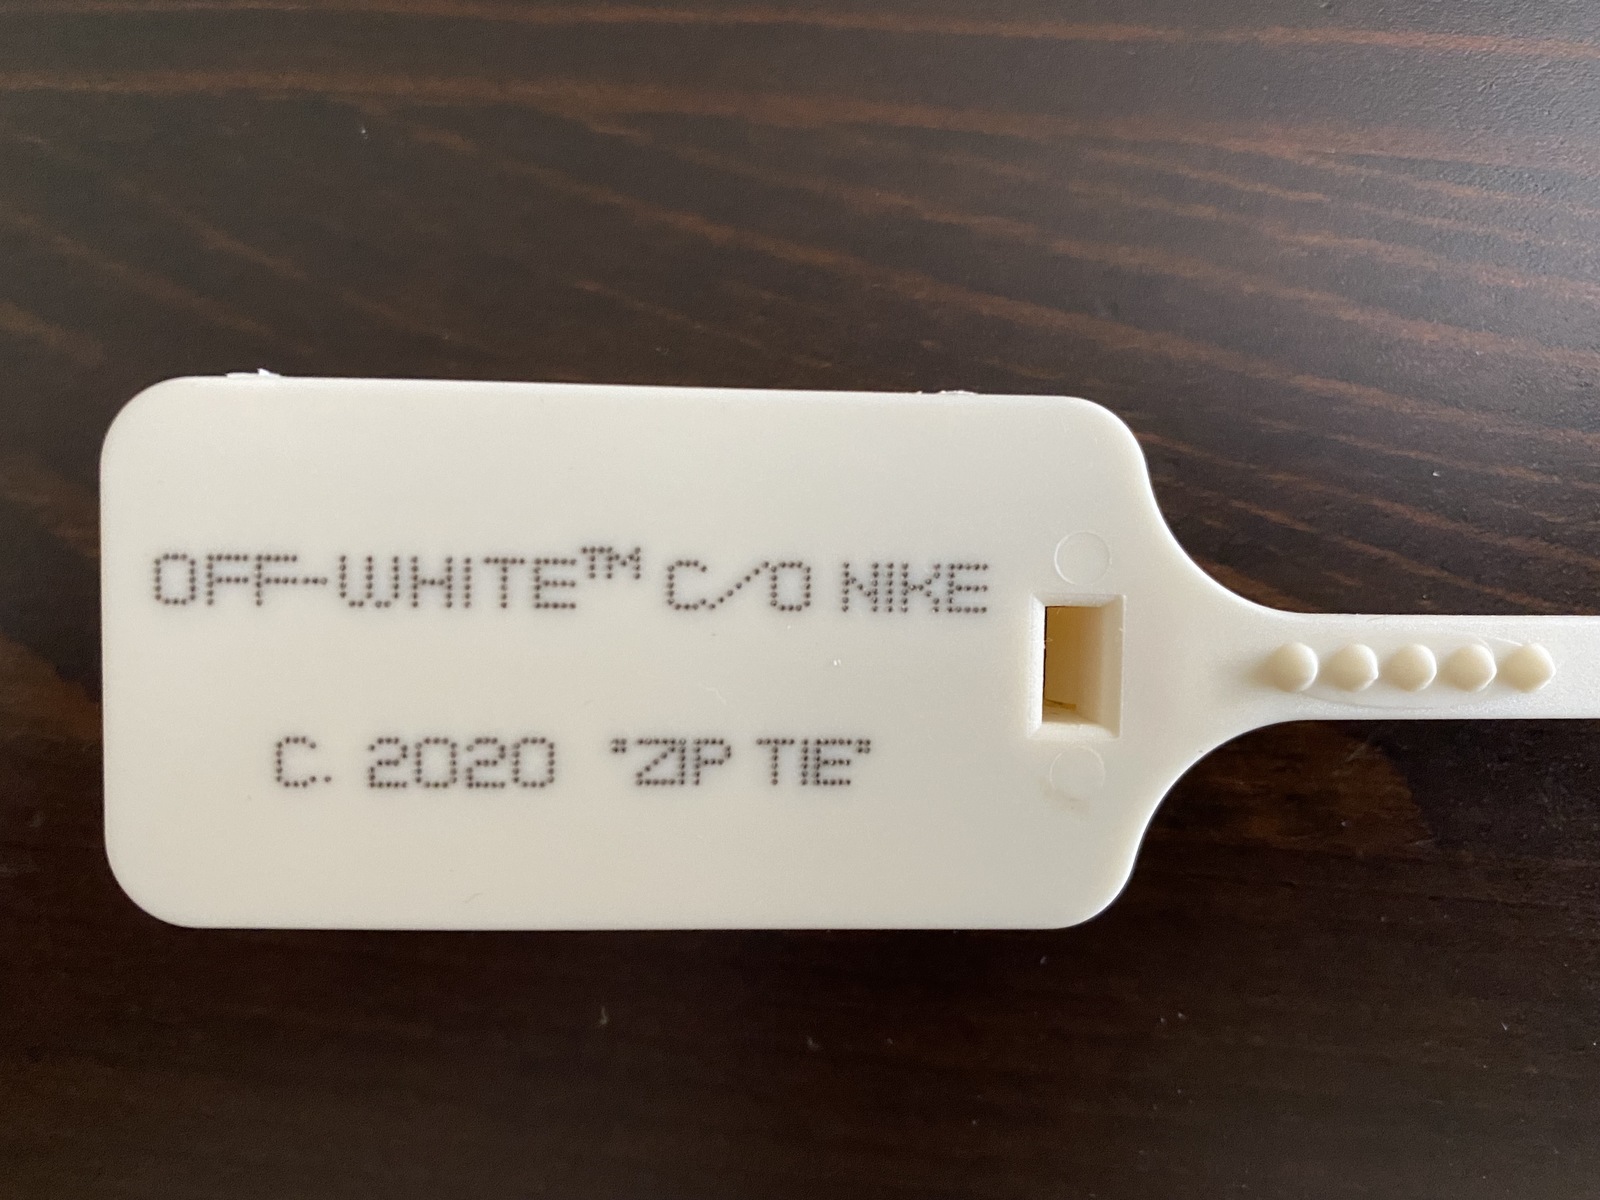 OFF-WHITE™ C/O NIKE
C. 2020 "ZIP TIE"